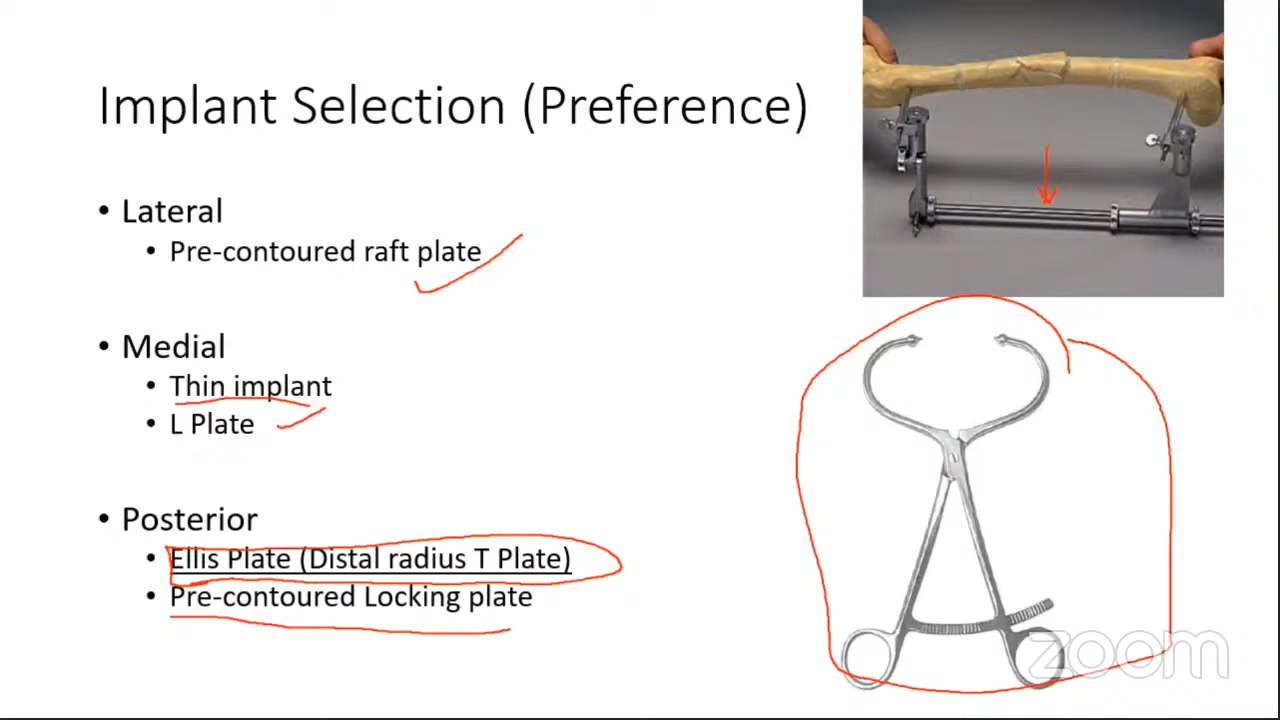 Implant Selection (Preference)
• Lateral
• Pre-contoured raft plate
• Medial
• Thin implant
• L Plate
• Posterior
• Ellis Plate (Distal radius T Plate)
• Pre-contoured Locking plate
zoom